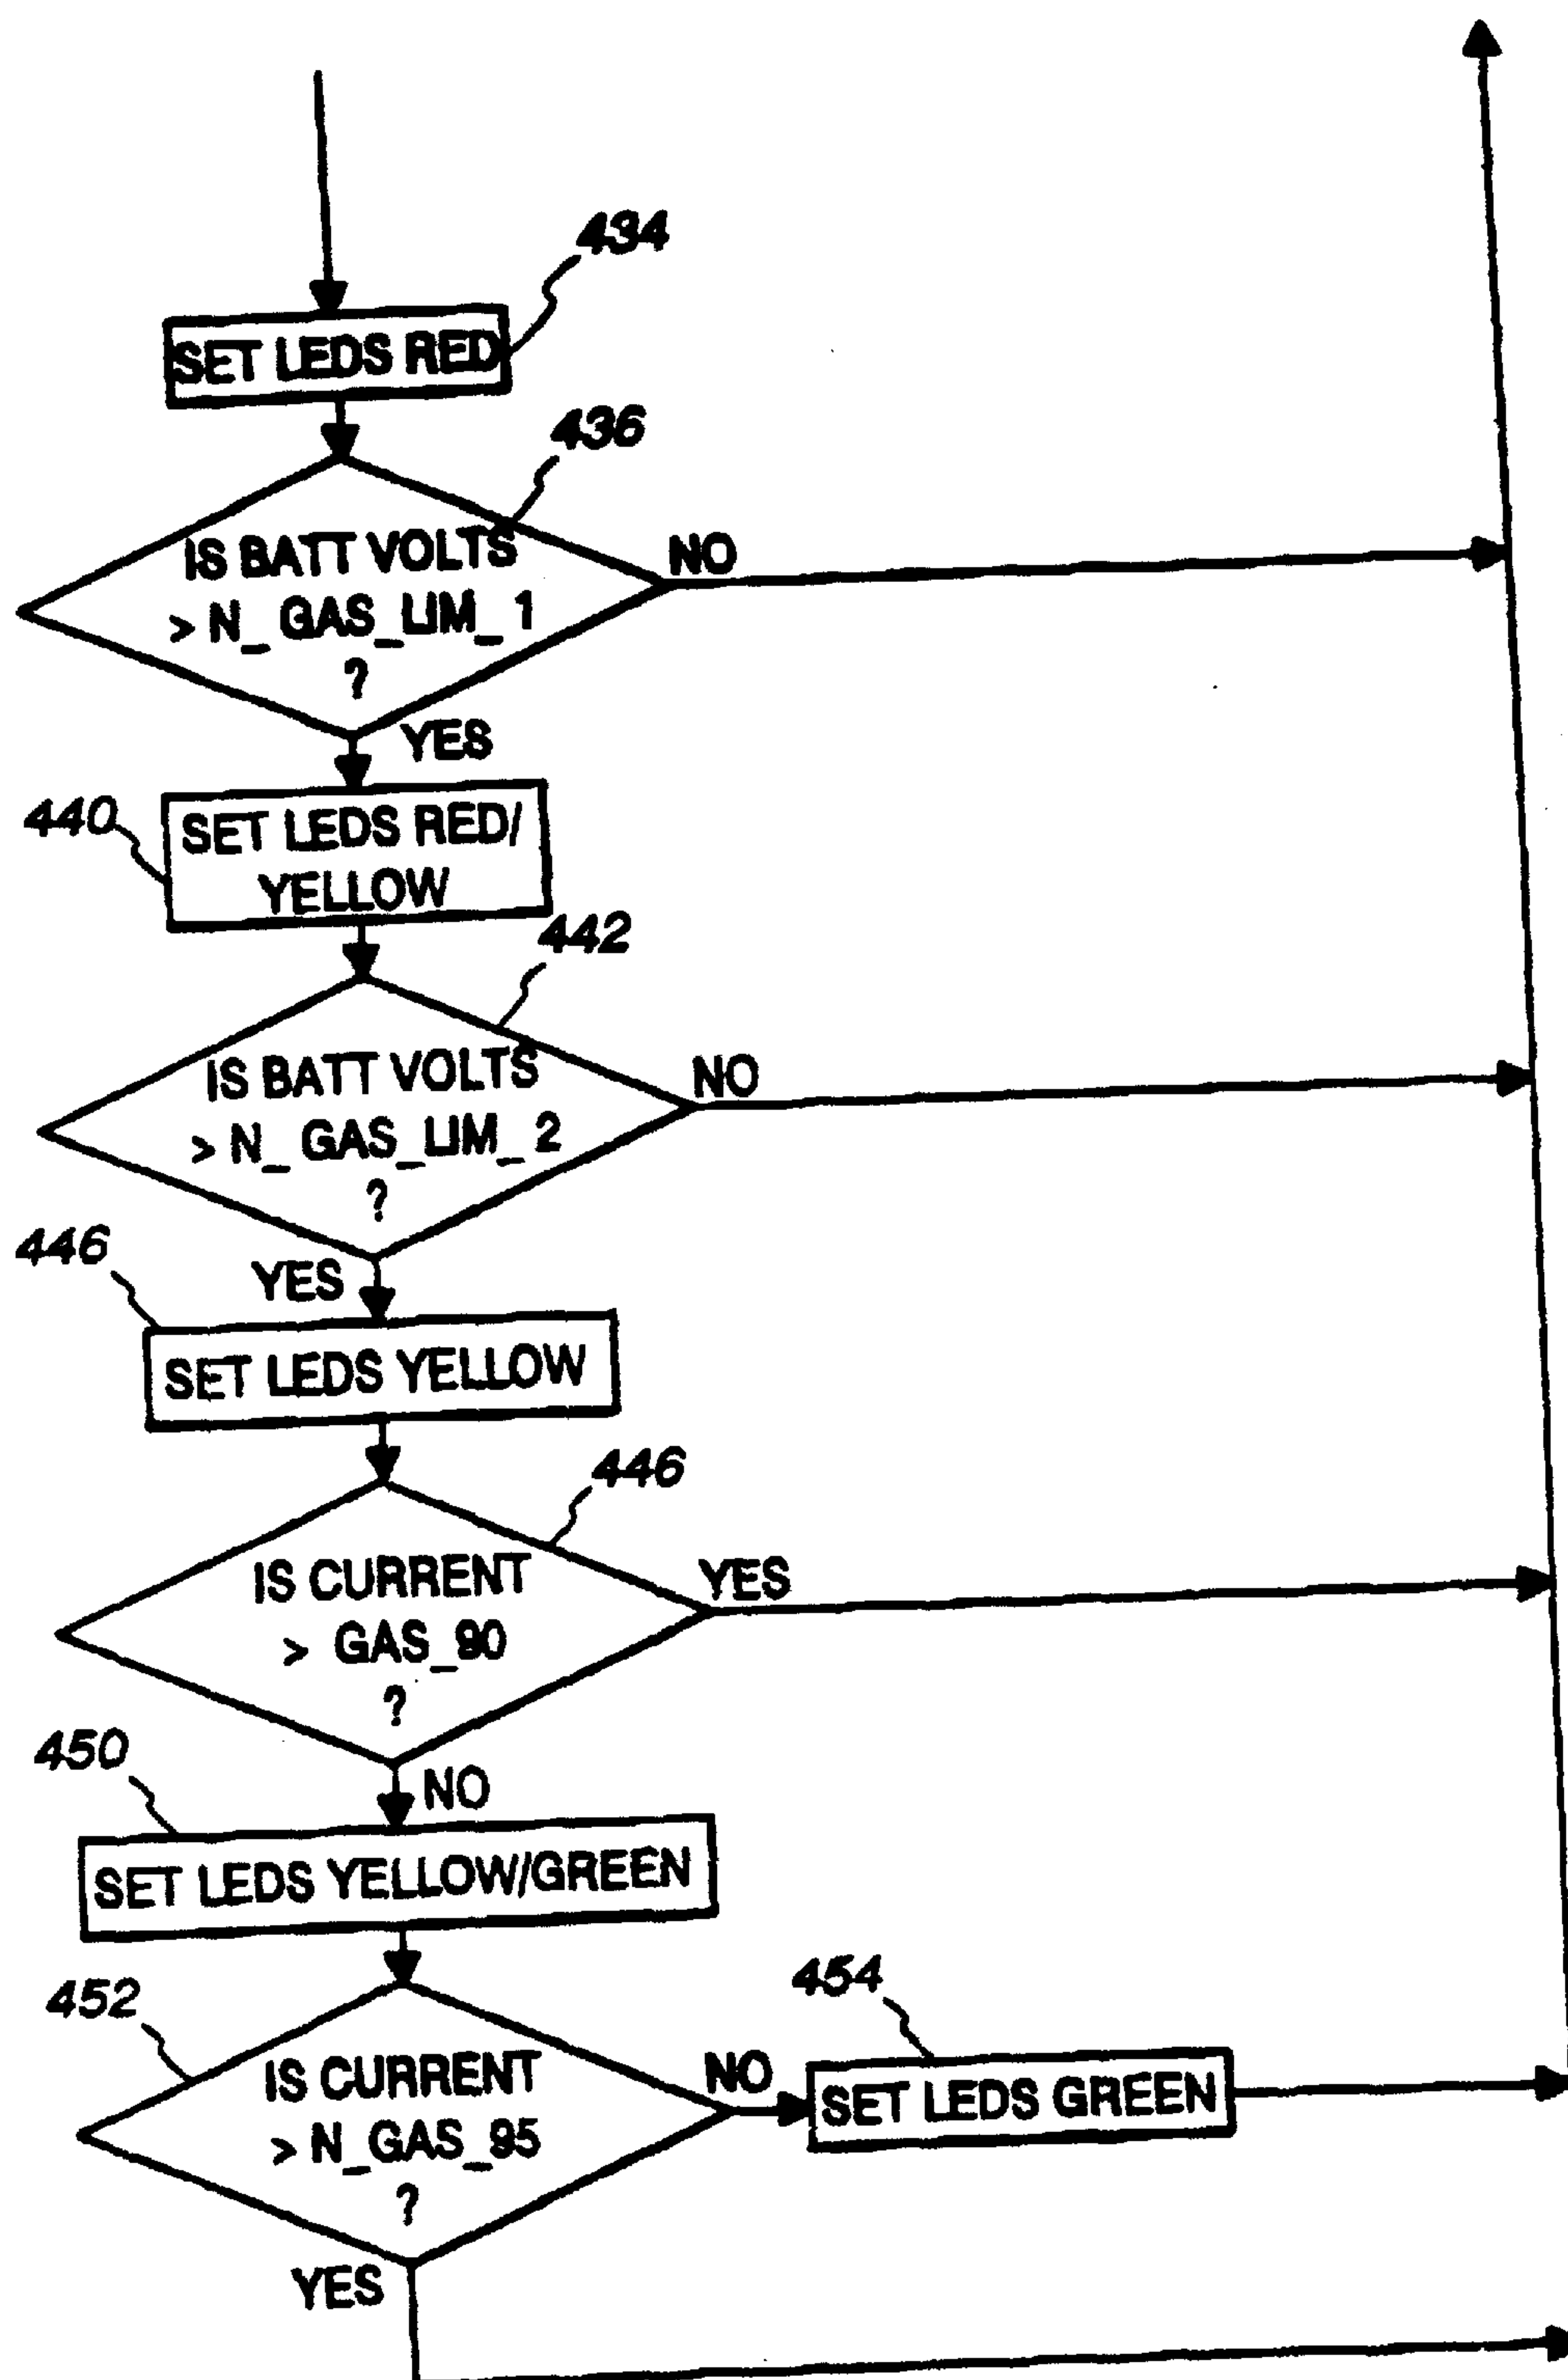 434
SET LEDS RED
436
IS BATT VOLTS
> N_ GAS_LIM_ 1
?
NO
YES
440
SET LEDS RED/
YELLOW
442
IS BATT VOLTS
> N_ GAS_LIM_ 2
?
NO
YES
446
SET LEDS YELLOW
446
IS CURRENT
> GAS_90
?
YES
NO
450
SET LEDS YELLOW/GREEN
452
IS CURRENT
> N_GAS_95
?
NO
454
SET LEDS GREEN
YES